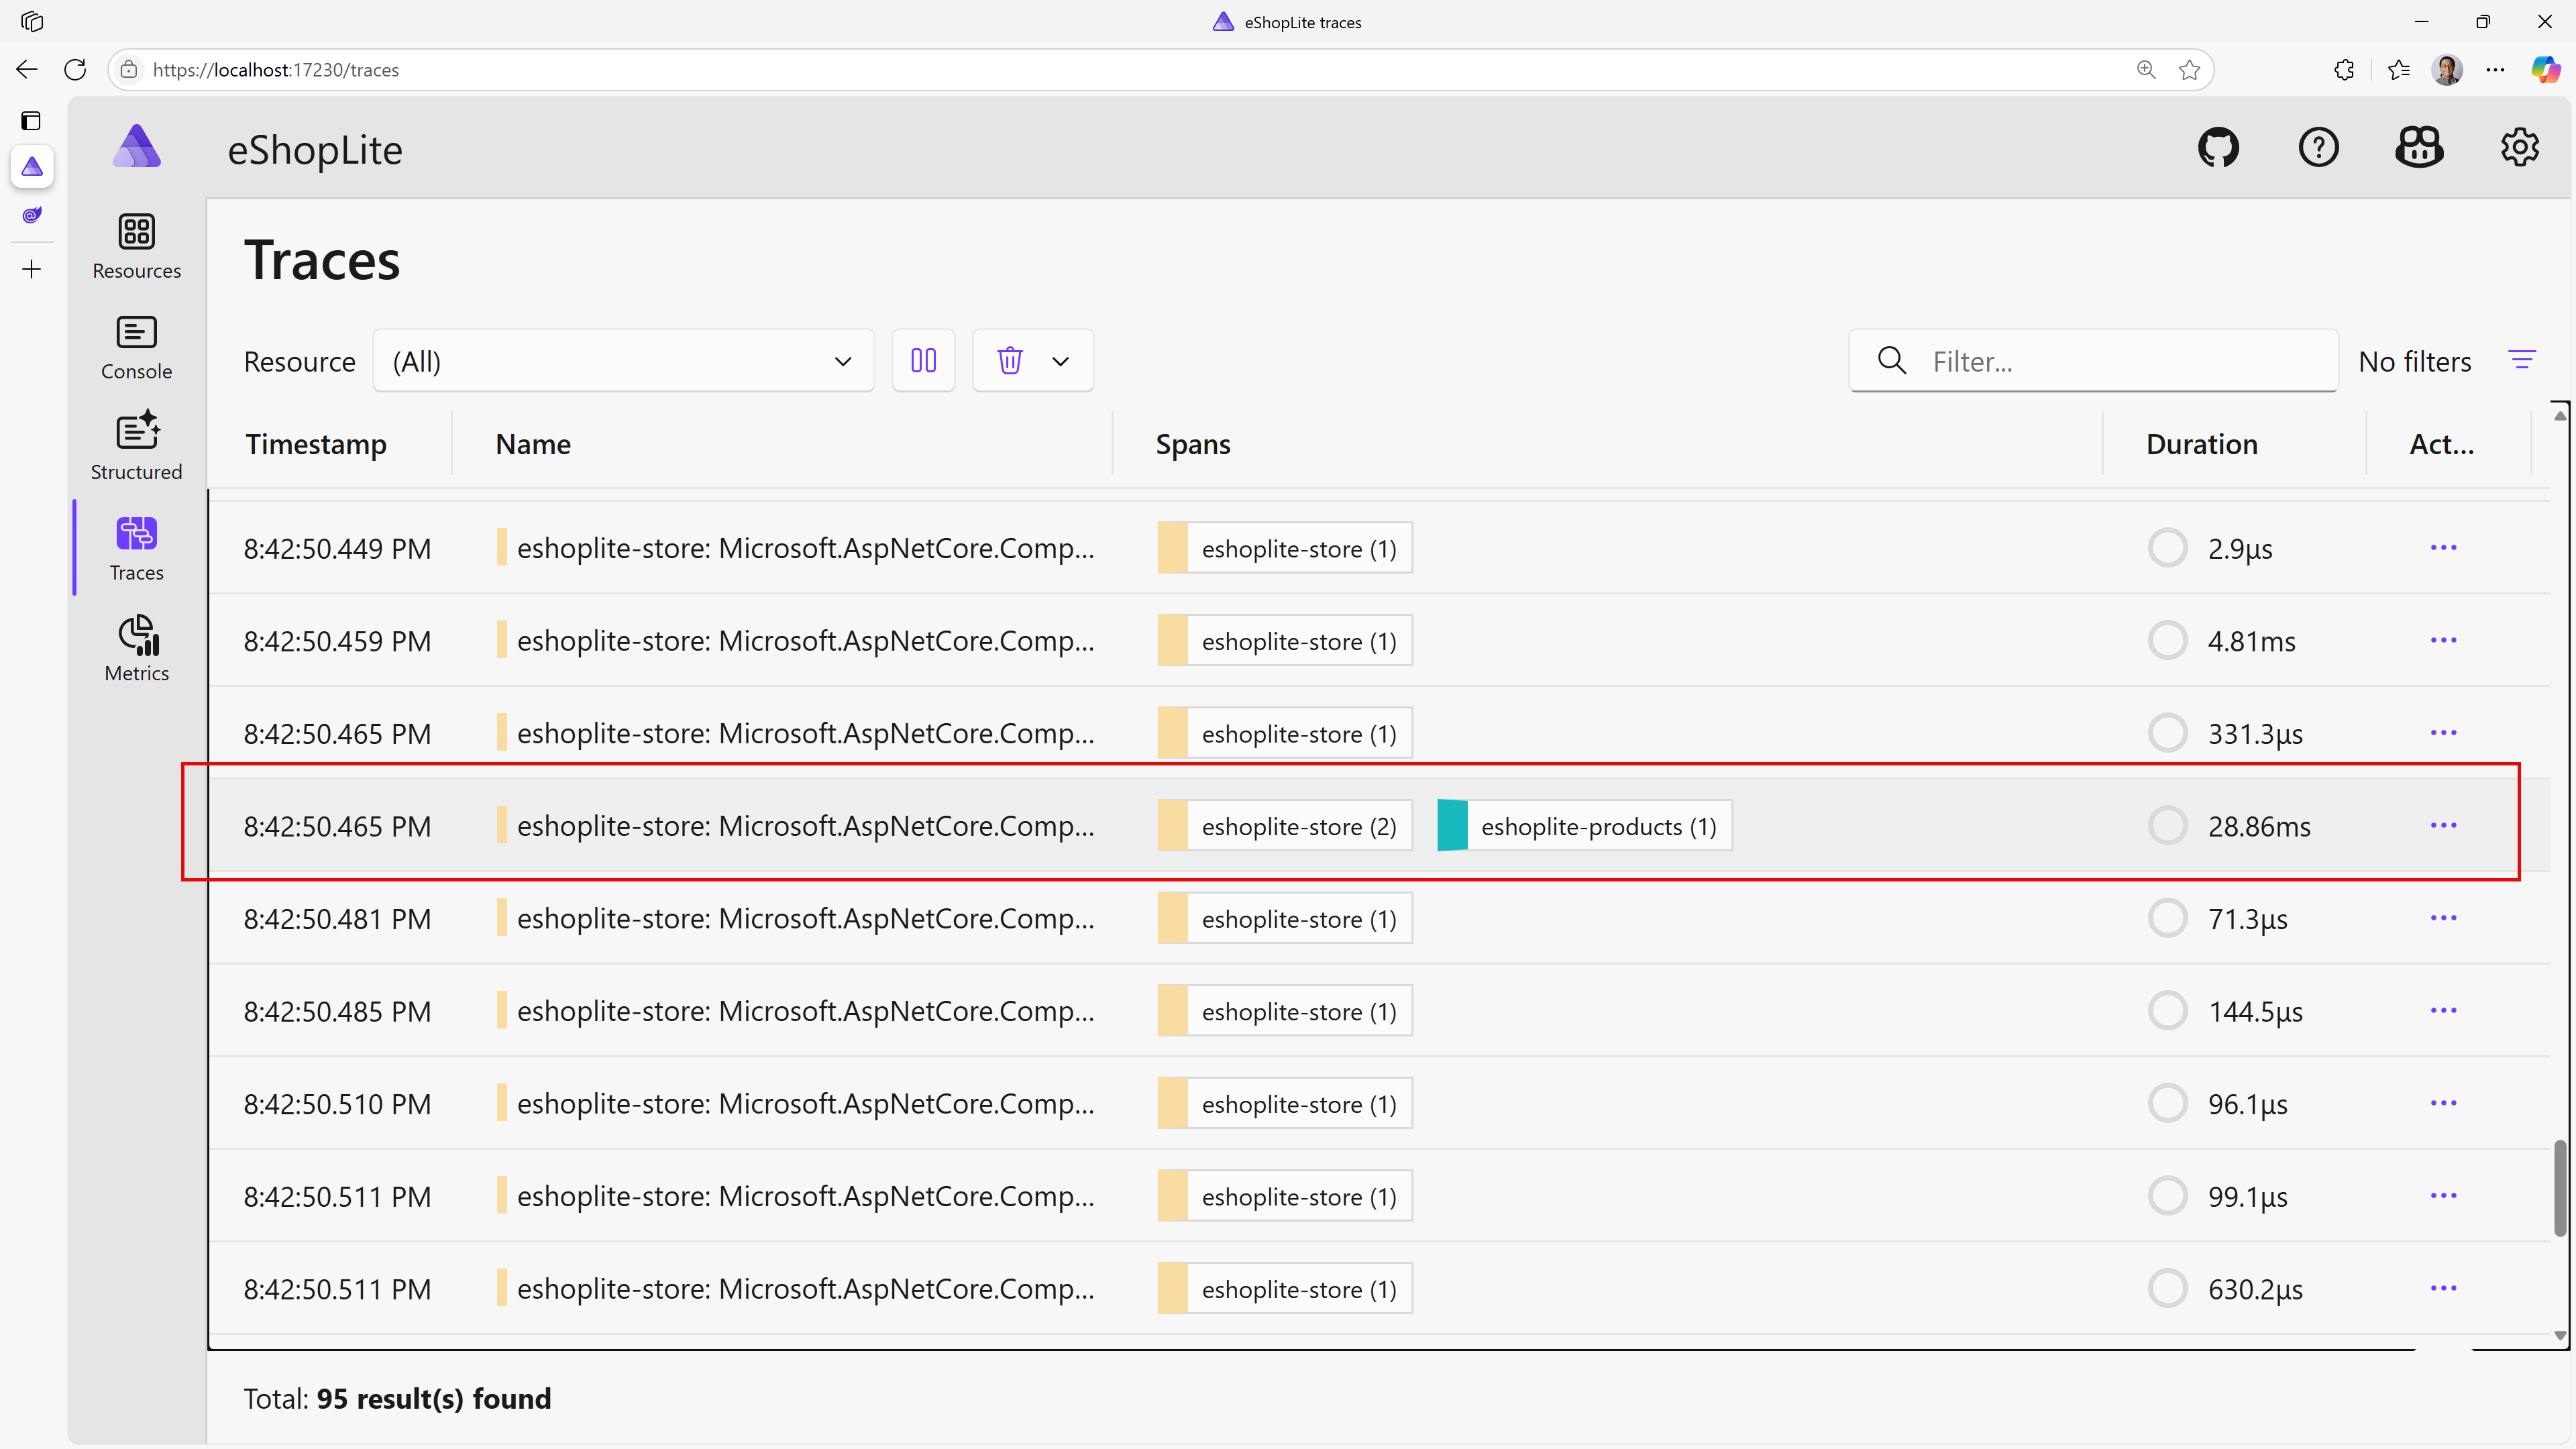 eShopLite traces
https://localhost:17230/traces
eShopLite
Resources
Console
Structured
Traces
Metrics
Traces
Resource (All) Filter... No filters
Timestamp Name Spans Duration Act...
8:42:50.449 PM eshoplite-store: Microsoft.AspNetCore.Comp... eshoplite-store (1) 2.9µs
8:42:50.459 PM eshoplite-store: Microsoft.AspNetCore.Comp... eshoplite-store (1) 4.81ms
8:42:50.465 PM eshoplite-store: Microsoft.AspNetCore.Comp... eshoplite-store (1) 331.3µs
8:42:50.465 PM eshoplite-store: Microsoft.AspNetCore.Comp... eshoplite-store (2) eshoplite-products (1) 28.86ms
8:42:50.481 PM eshoplite-store: Microsoft.AspNetCore.Comp... eshoplite-store (1) 71.3µs
8:42:50.485 PM eshoplite-store: Microsoft.AspNetCore.Comp... eshoplite-store (1) 144.5µs
8:42:50.510 PM eshoplite-store: Microsoft.AspNetCore.Comp... eshoplite-store (1) 96.1µs
8:42:50.511 PM eshoplite-store: Microsoft.AspNetCore.Comp... eshoplite-store (1) 99.1µs
8:42:50.511 PM eshoplite-store: Microsoft.AspNetCore.Comp... eshoplite-store (1) 630.2µs
Total: 95 result(s) found